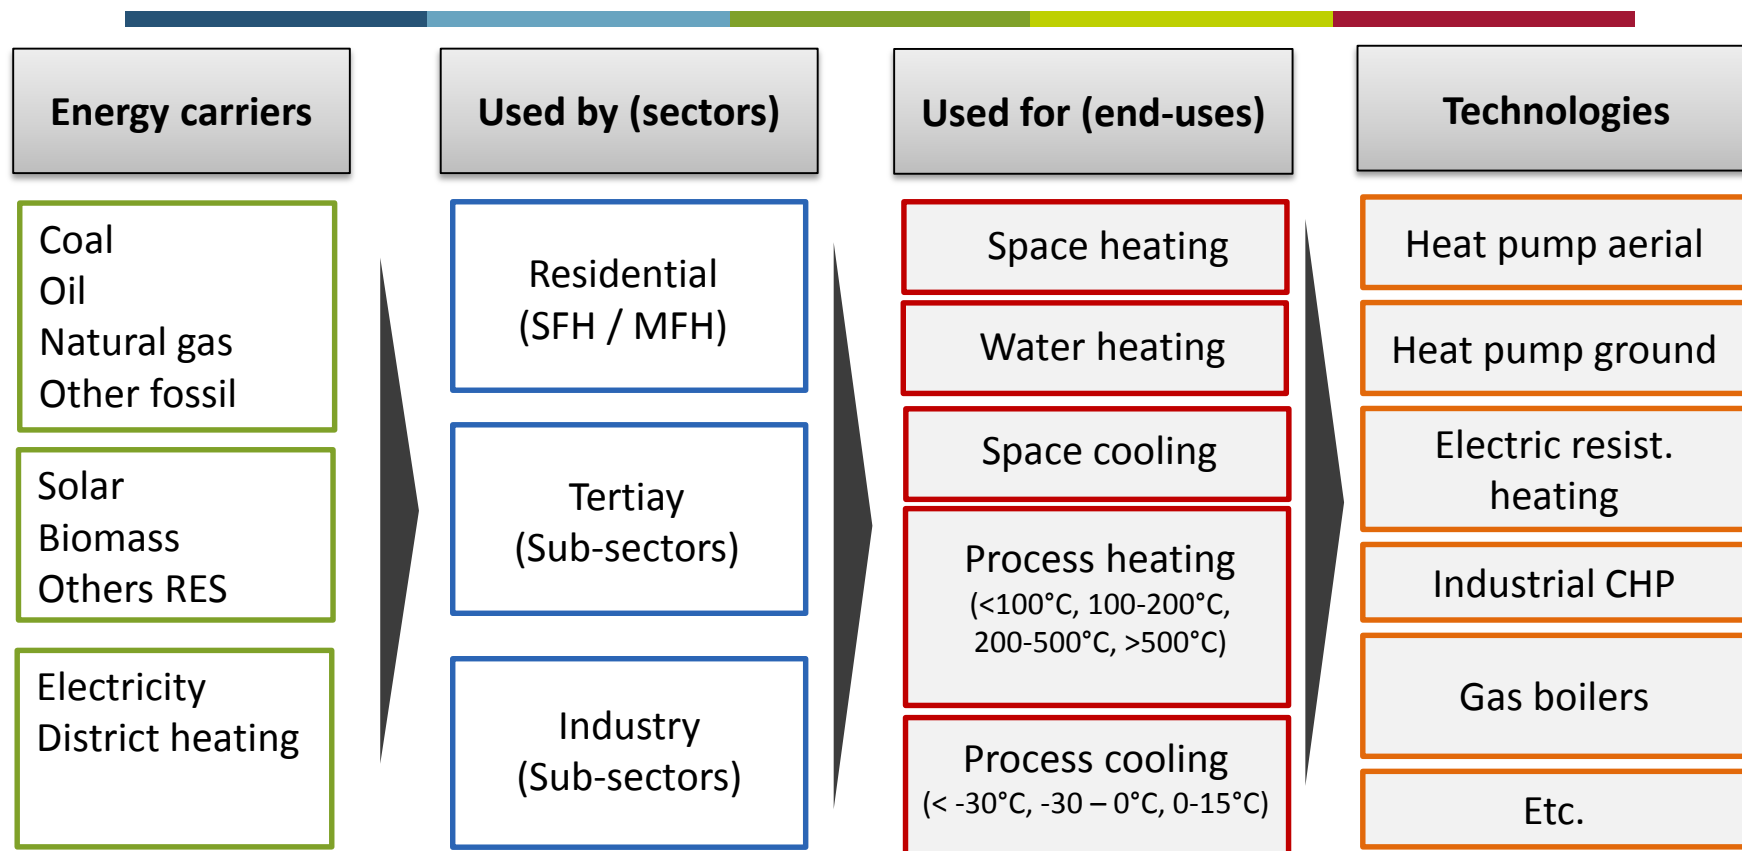 Energy carriers
Coal
Oil
Natural gas
Other fossil
Solar
Biomass
Others RES
Electricity
District heating
Used by (sectors)
Residential
(SFH / MFH)
Tertiay
(Sub-sectors)
Industry
(Sub-sectors)
Used for (end-uses)
Space heating
Water heating
Space cooling
Process heating
(<100°C, 100-200°C,
200-500°C, >500°C)
Process cooling
(< -30°C, -30 – 0°C, 0-15°C)
Technologies
Heat pump aerial
Heat pump ground
Electric resist.
heating
Industrial CHP
Gas boilers
Etc.